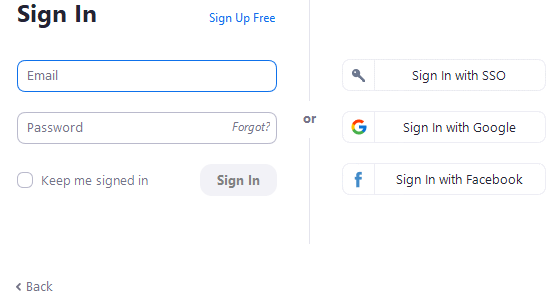 Sign In
Sign Up Free
Email
Password
Forgot?
Keep me signed in
Sign In
or
Sign In with SSO
Sign In with Google
Sign In with Facebook
Back